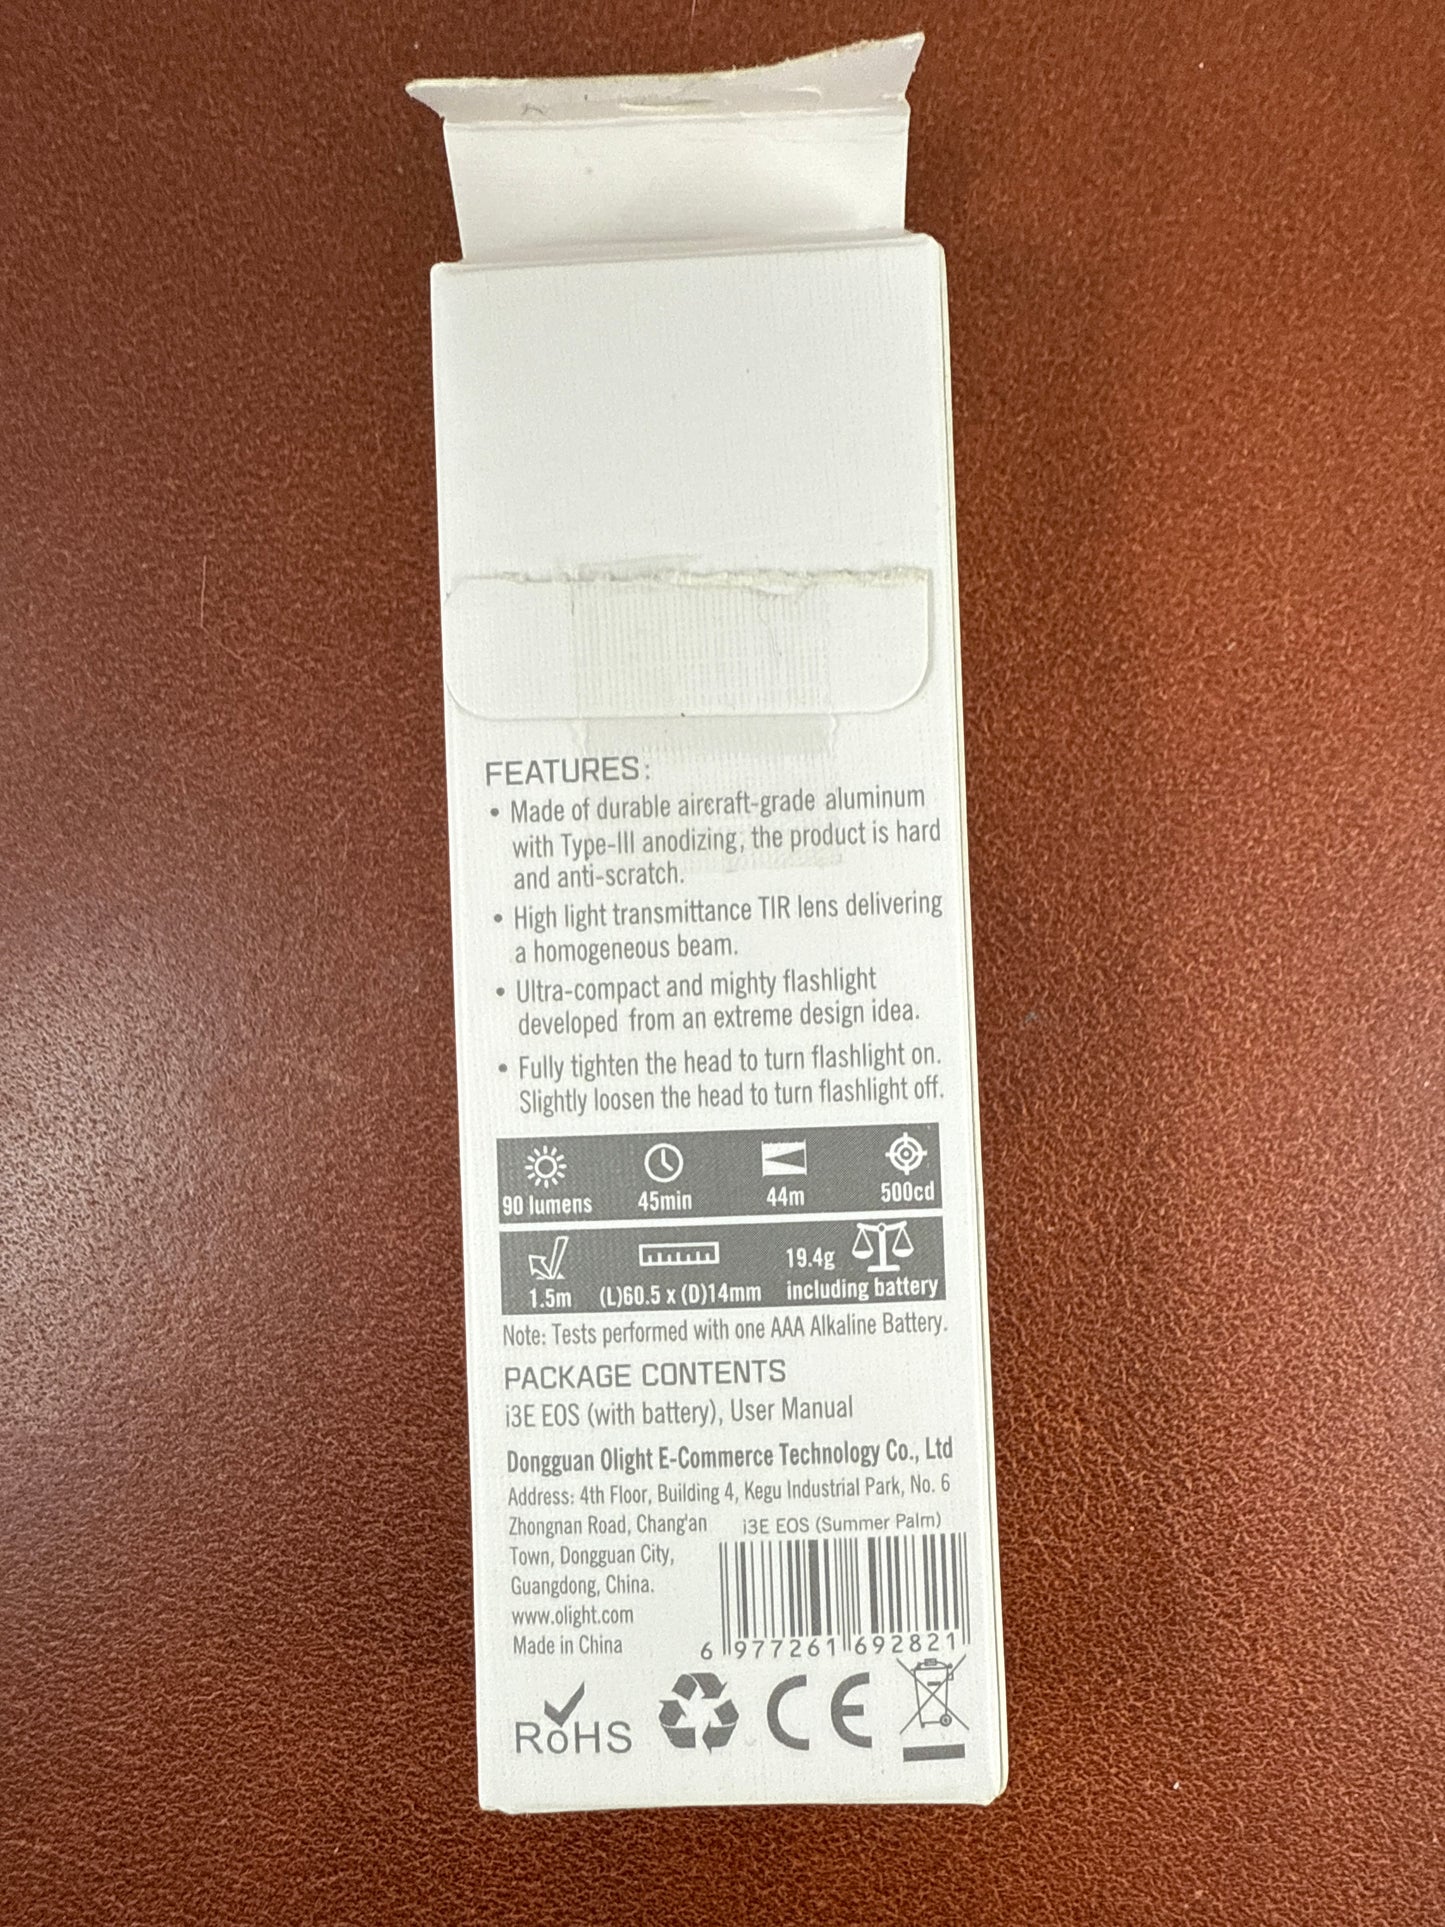 FEATURES:
• Made of durable aircraft-grade aluminum
with Type-III anodizing, the product is hard
and anti-scratch.
• High light transmittance TIR lens delivering
a homogeneous beam.
• Ultra-compact and mighty flashlight
developed from an extreme design idea.
• Fully tighten the head to turn flashlight on.
Slightly loosen the head to turn flashlight off.
90 lumens 45min 44m 500cd
1.5m (L)60.5 x (D)14mm 19.4g
including battery
Note: Tests performed with one AAA Alkaline Battery.
PACKAGE CONTENTS
i3E EOS (with battery), User Manual
Dongguan Olight E-Commerce Technology Co., Ltd
Address: 4th Floor, Building 4, Kegu Industrial Park, No. 6
Zhongnan Road, Chang'an
Town, Dongguan City,
Guangdong, China.
www.olight.com
Made in China
i3E EOS (Summer Palm)
6 977261 692821
RoHS CE